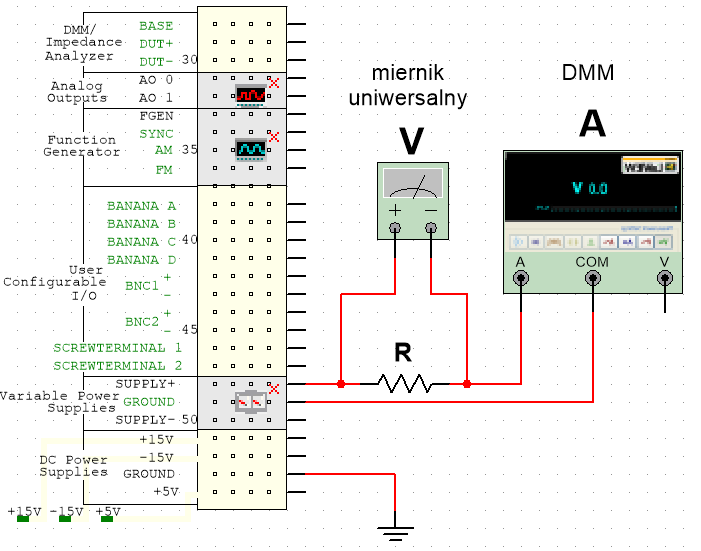 DMM/
Impedance
Analyzer
BASE
DUT+
DUT- 30
Analog
Outputs
AO 0
AO 1
Function
Generator
FGEN
SYNC
AM 35
FM
User
Configurable
I/O
BANANA A
BANANA B
BANANA C 40
BANANA D
BNC1 +
-
BNC2 +
- 45
SCREWTERMINAL 1
SCREWTERMINAL 2
Variable Power
Supplies
SUPPLY+
GROUND
SUPPLY- 50
DC Power
Supplies
+15V
-15V
GROUND
+5V
+15V -15V +5V
miernik
uniwersalny
V
+ -
R
DMM
A
V 0.0
A COM V